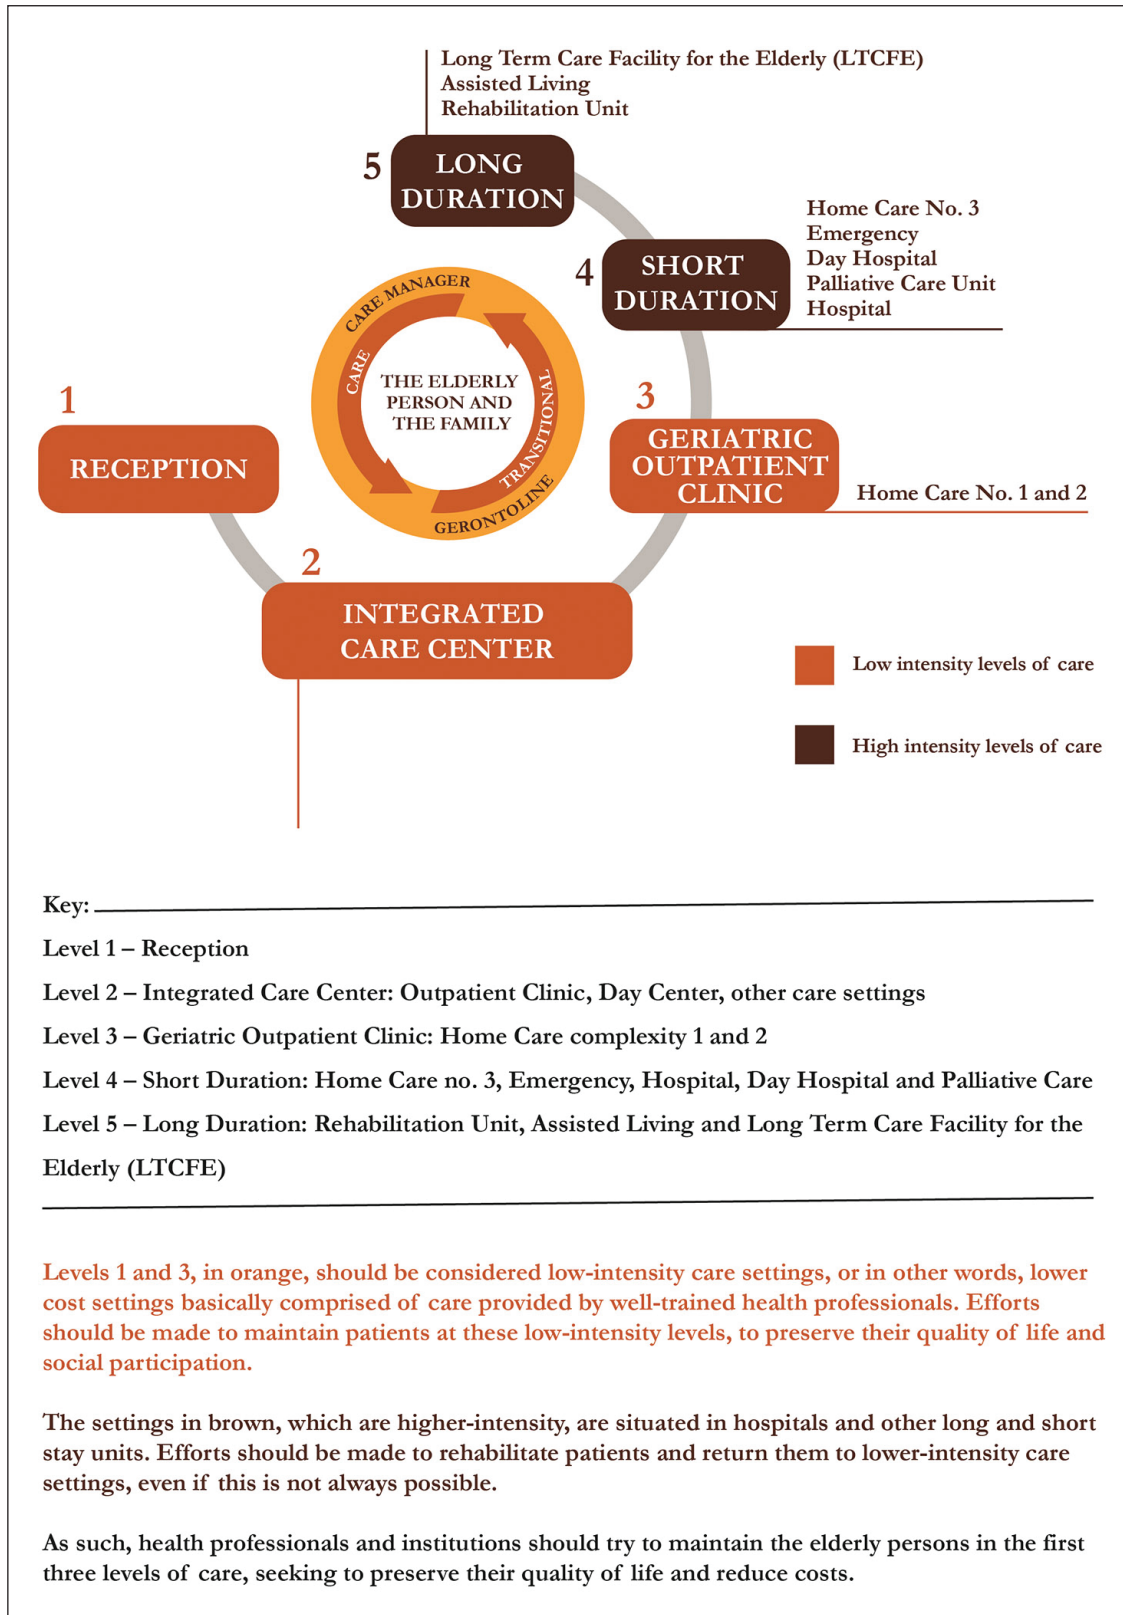 Long Term Care Facility for the Elderly (LTCFE)
Assisted Living
Rehabilitation Unit
5
LONG
DURATION
Home Care No. 3
Emergency
Day Hospital
Palliative Care Unit
Hospital
4
SHORT
DURATION
CARE MANAGER
CARE
TRANSITIONAL
GERONTOLINE
THE ELDERLY
PERSON AND
THE FAMILY
1
RECEPTION
3
GERIATRIC
OUTPATIENT
CLINIC
Home Care No. 1 and 2
2
INTEGRATED
CARE CENTER
Low intensity levels of care
High intensity levels of care
Key:
Level 1 – Reception
Level 2 – Integrated Care Center: Outpatient Clinic, Day Center, other care settings
Level 3 – Geriatric Outpatient Clinic: Home Care complexity 1 and 2
Level 4 – Short Duration: Home Care no. 3, Emergency, Hospital, Day Hospital and Palliative Care
Level 5 – Long Duration: Rehabilitation Unit, Assisted Living and Long Term Care Facility for the
Elderly (LTCFE)
Levels 1 and 3, in orange, should be considered low-intensity care settings, or in other words, lower
cost settings basically comprised of care provided by well-trained health professionals. Efforts
should be made to maintain patients at these low-intensity levels, to preserve their quality of life and
social participation.
The settings in brown, which are higher-intensity, are situated in hospitals and other long and short
stay units. Efforts should be made to rehabilitate patients and return them to lower-intensity care
settings, even if this is not always possible.
As such, health professionals and institutions should try to maintain the elderly persons in the first
three levels of care, seeking to preserve their quality of life and reduce costs.